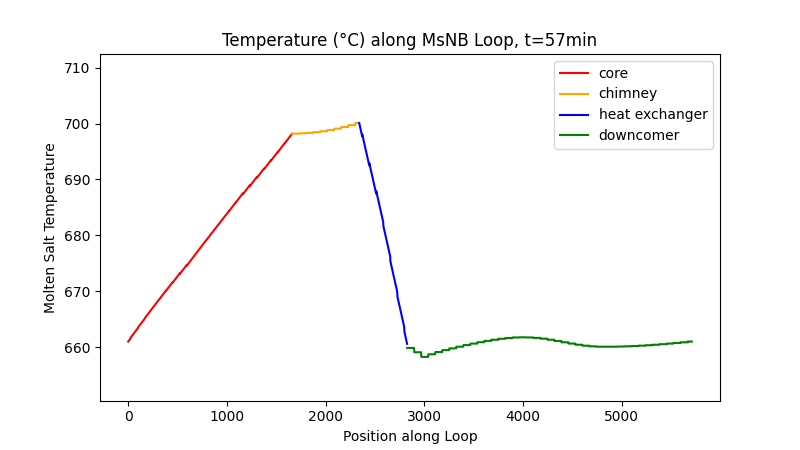 Temperature (°C) along MsNB Loop, t=57min
710
700
690
680
670
660
Molten Salt Temperature
core
chimney
heat exchanger
downcomer
0
1000
2000
3000
4000
5000
Position along Loop